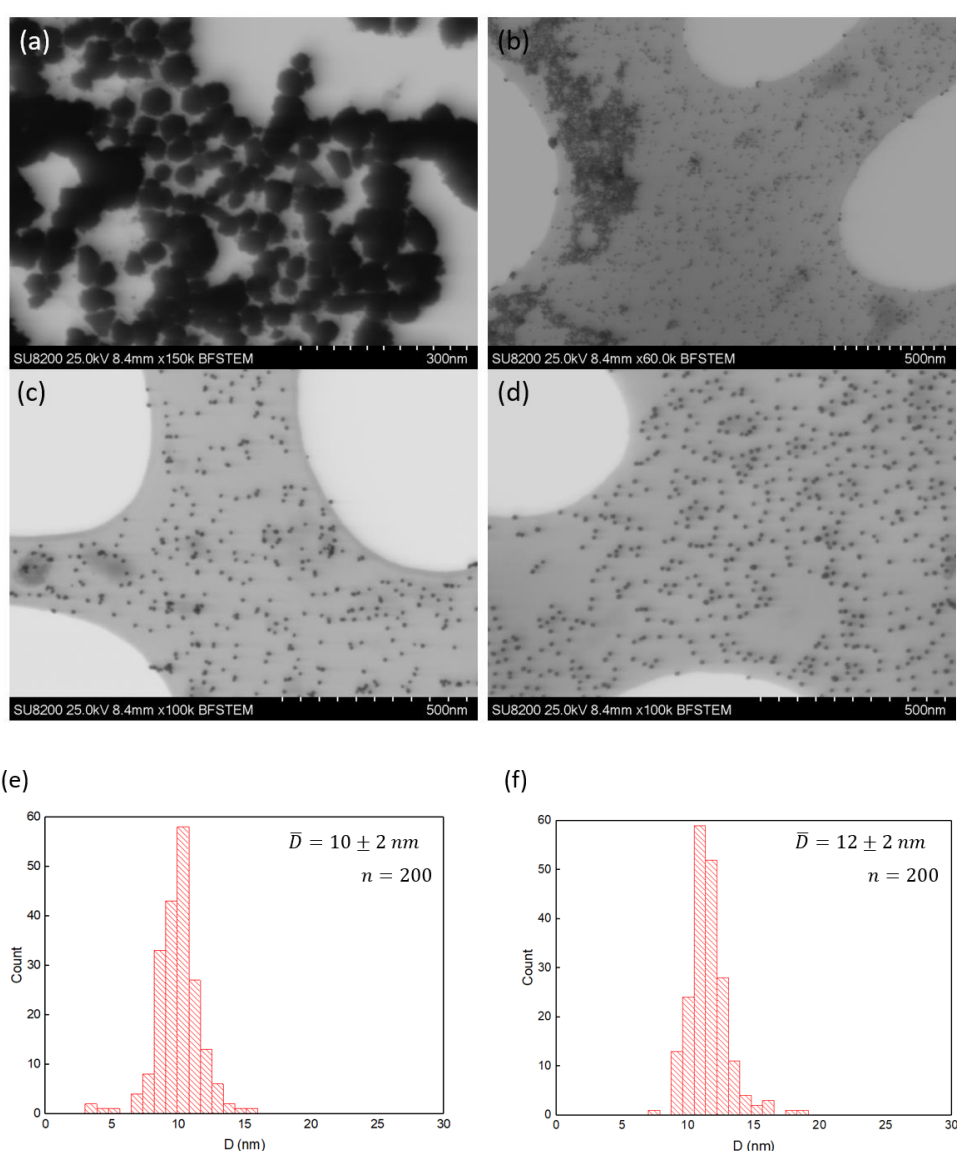 (a)
(b)
SU8200 25.0kV 8.4mm x150k BFSTEM 300nm
SU8200 25.0kV 8.4mm x60.0k BFSTEM 500nm
(c)
(d)
SU8200 25.0kV 8.4mm x100k BFSTEM 500nm
SU8200 25.0kV 8.4mm x100k BFSTEM 500nm
(e)
60
50
40
30
20
10
0
Count
D̅ = 10 ± 2 nm
n = 200
0 5 10 15 20 25 30
D (nm)
(f)
60
50
40
30
20
10
0
Count
D̅ = 12 ± 2 nm
n = 200
0 5 10 15 20 25 30
D (nm)